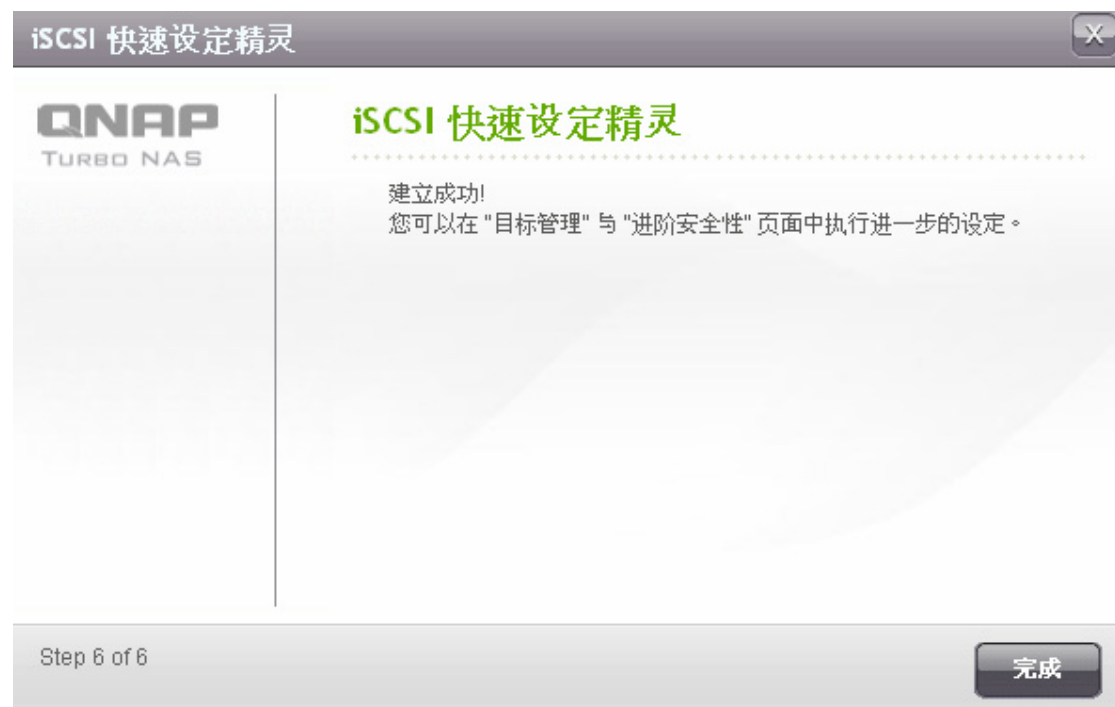 iSCSI 快速设定精灵
X
QNAP
TURBO NAS
iSCSI 快速设定精灵
建立成功!
您可以在 "目标管理" 与 "进阶安全性" 页面中执行进一步的设定。
Step 6 of 6
完成